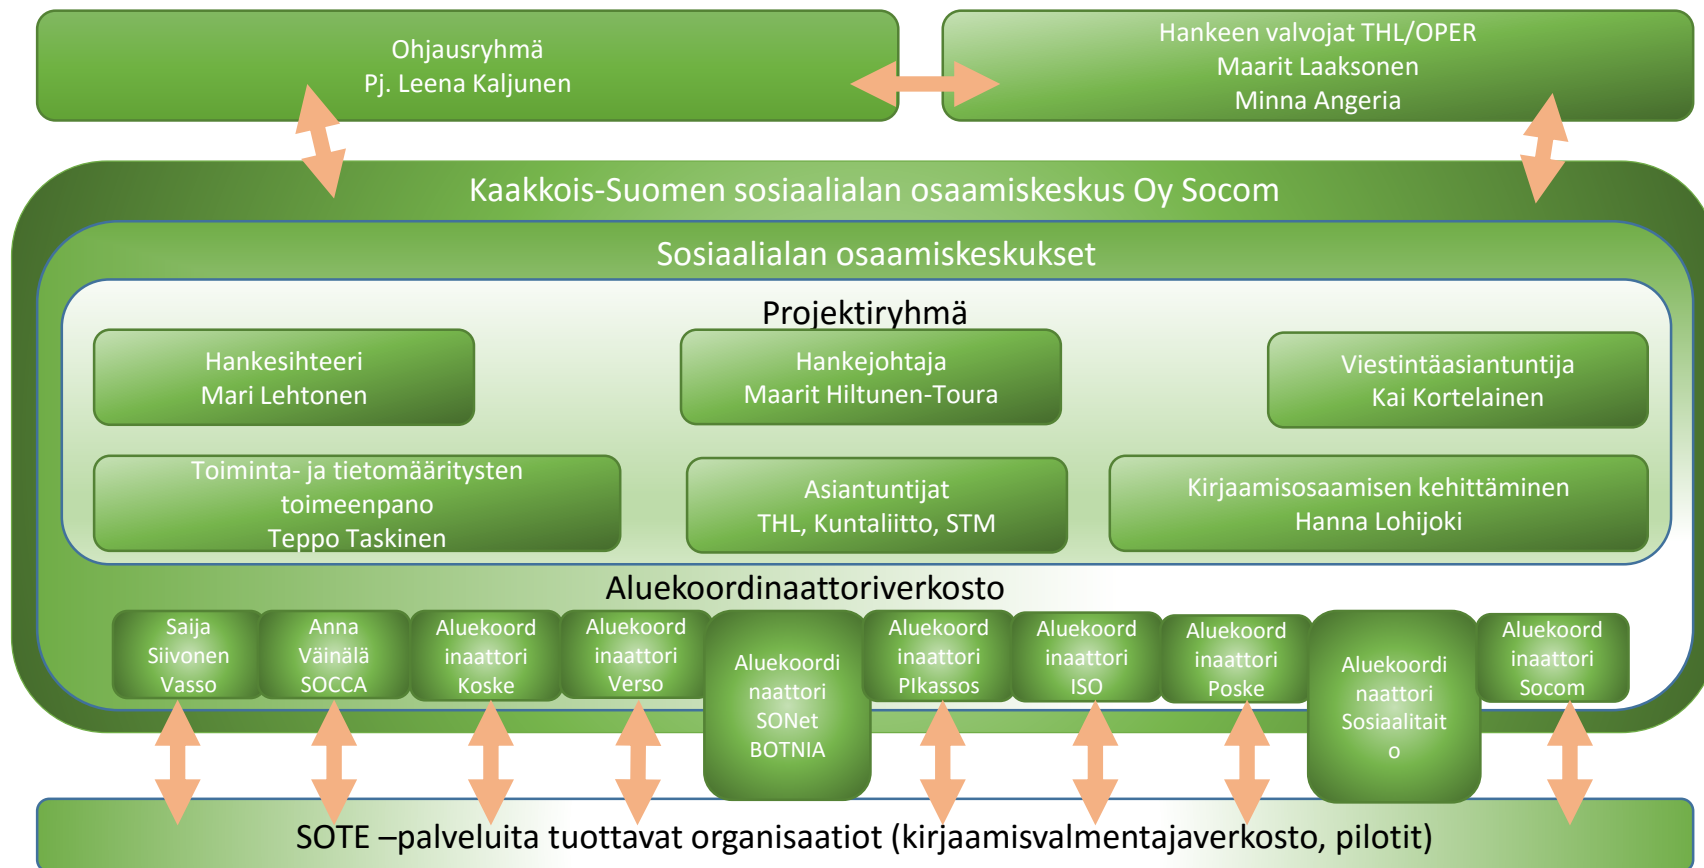 Ohjausryhmä
Pj. Leena Kaljunen
Hankeen valvojat THL/OPER
Maarit Laaksonen
Minna Angeria
Kaakkois-Suomen sosiaalialan osaamiskeskus Oy Socom
Sosiaalialan osaamiskeskukset
Projektiryhmä
Hankesihteeri
Mari Lehtonen
Hankejohtaja
Maarit Hiltunen-Toura
Viestintäasiantuntija
Kai Kortelainen
Toiminta- ja tietomääritysten
toimeenpano
Teppo Taskinen
Asiantuntijat
THL, Kuntaliitto, STM
Kirjaamisosaamisen kehittäminen
Hanna Lohijoki
Aluekoordinaattoriverkosto
Saija
Siivonen
Vasso
Anna
Väinälä
SOCCA
Aluekoord
inaattori
Koske
Aluekoord
inaattori
Verso
Aluekoordi
naattori
SONet
BOTNIA
Aluekoord
inaattori
PIkassos
Aluekoord
inaattori
ISO
Aluekoord
inaattori
Poske
Aluekoordi
naattori
Sosiaalitait
o
Aluekoord
inaattori
Socom
SOTE –palveluita tuottavat organisaatiot (kirjaamisvalmentajaverkosto, pilotit)